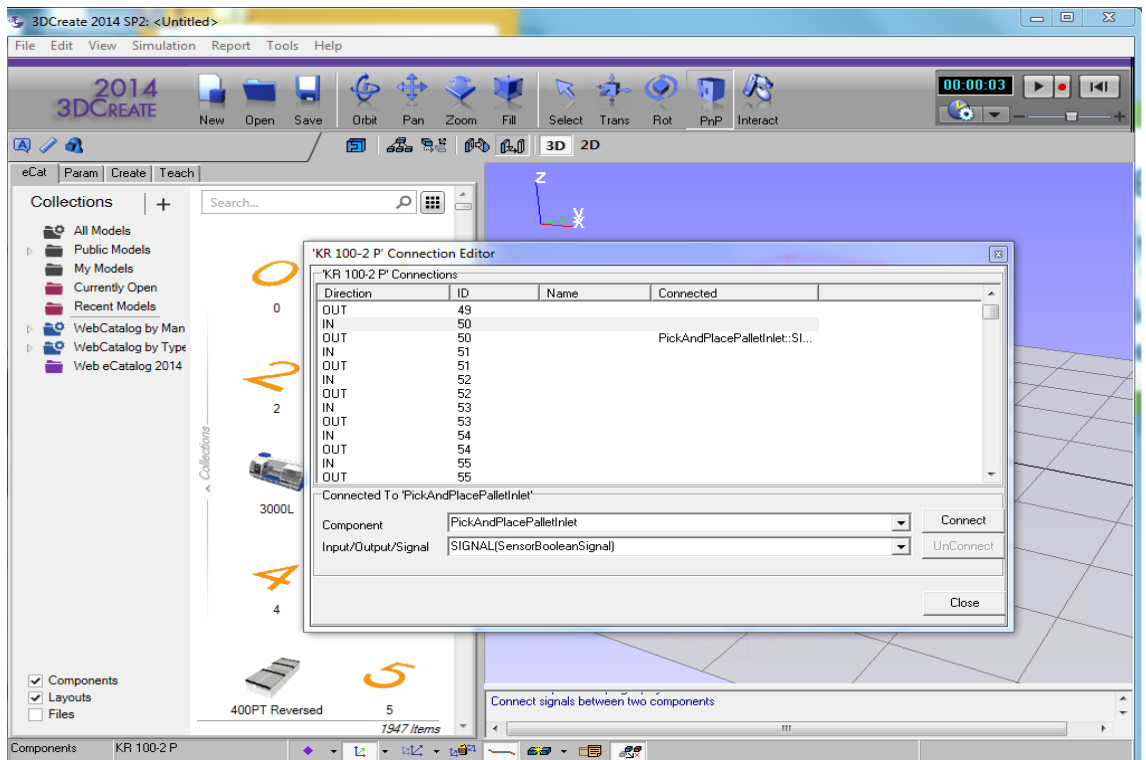 3DCreate 2014 SP2: <Untitled>
File Edit View Simulation Report Tools Help
2014
3DCREATE
New Open Save Orbit Pan Zoom Fill Select Trans Rot PnP Interact
00:00:03
3D 2D
eCat Param Create Teach
Collections
Search...
All Models
Public Models
My Models
Currently Open
Recent Models
WebCatalog by Man
WebCatalog by Type
Web eCatalog 2014
Collections
0
2
3000L
4
400PT Reversed
5
1947 Items
Components
Layouts
Files
Z
'KR 100-2 P' Connection Editor
'KR 100-2 P' Connections
Direction ID Name Connected
OUT 49
IN 50
OUT 50 PickAndPlacePalletInlet::SI...
IN 51
OUT 51
IN 52
OUT 52
IN 53
OUT 53
IN 54
OUT 54
IN 55
OUT 55
Connected To 'PickAndPlacePalletInlet'
Component PickAndPlacePalletInlet Connect
Input/Output/Signal SIGNAL(SensorBooleanSignal) UnConnect
Close
Connect signals between two components
Components KR 100-2 P